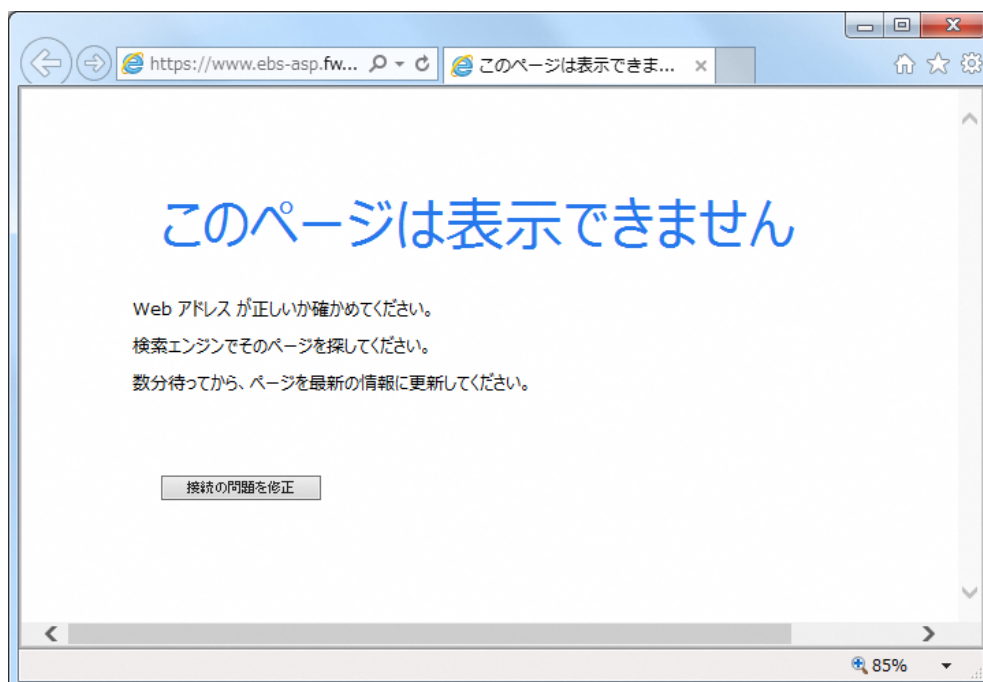 https://www.ebs-asp.fw...
このページは表示できま...
このページは表示できません
Web アドレス が正しいか確かめてください。
検索エンジンでそのページを探してください。
数分待ってから、ページを最新の情報に更新してください。
接続の問題を修正
85%